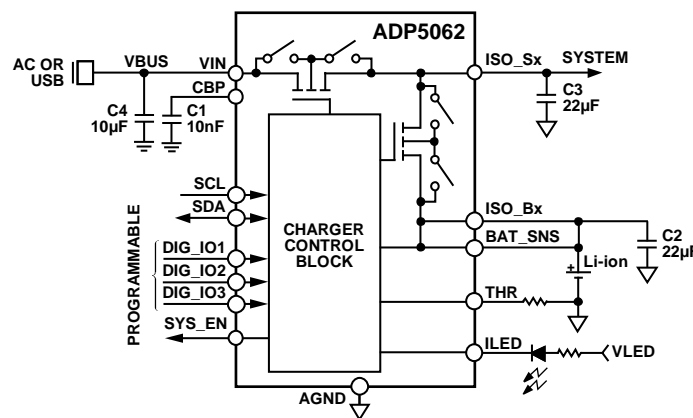 ADP5062
AC OR
USB
VBUS
VIN
CBP
C4
10µF
C1
10nF
ISO_Sx
SYSTEM
C3
22µF
SCL
SDA
PROGRAMMABLE
DIG_IO1
DIG_IO2
DIG_IO3
SYS_EN
CHARGER
CONTROL
BLOCK
ISO_Bx
BAT_SNS
C2
22µF
+
Li-ion
THR
ILED
VLED
AGND